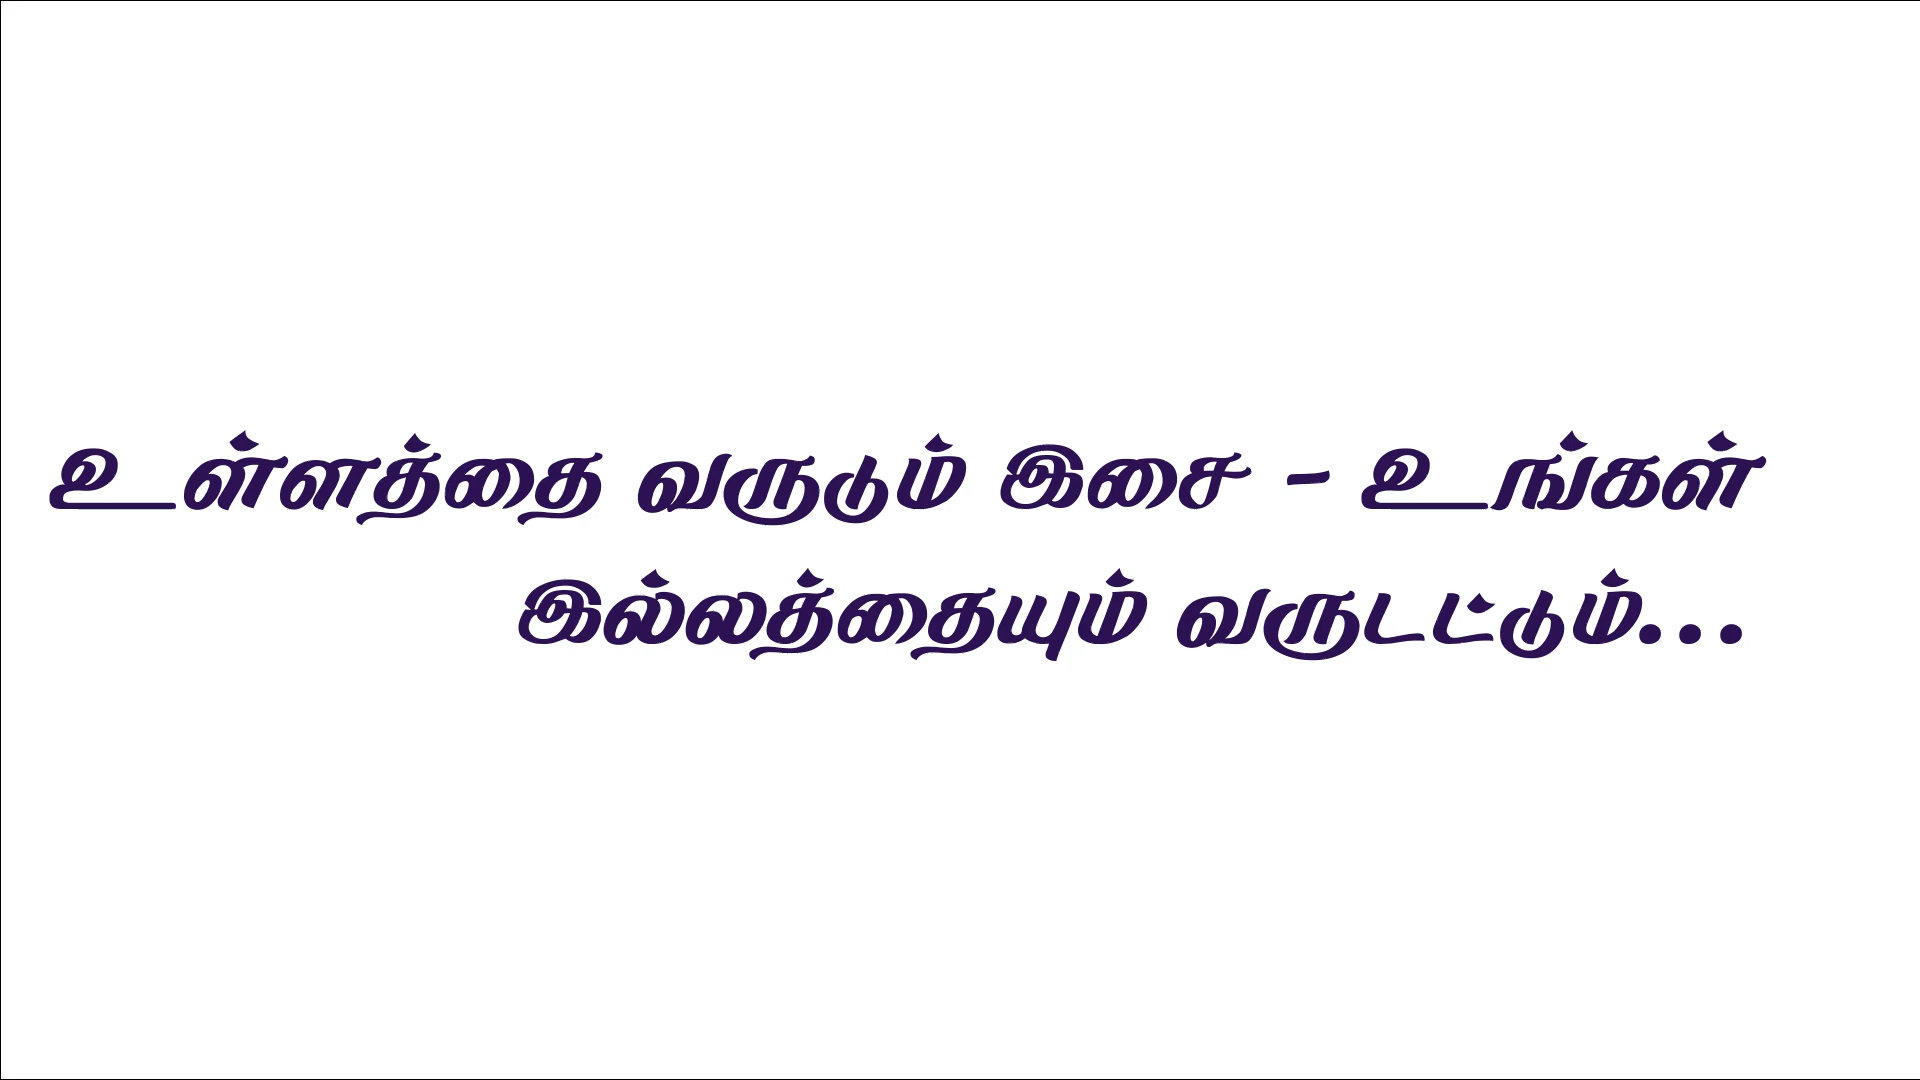 உள்ளத்தை வருடும் இசை - உங்கள்
இல்லத்தையும் வருடட்டும்...